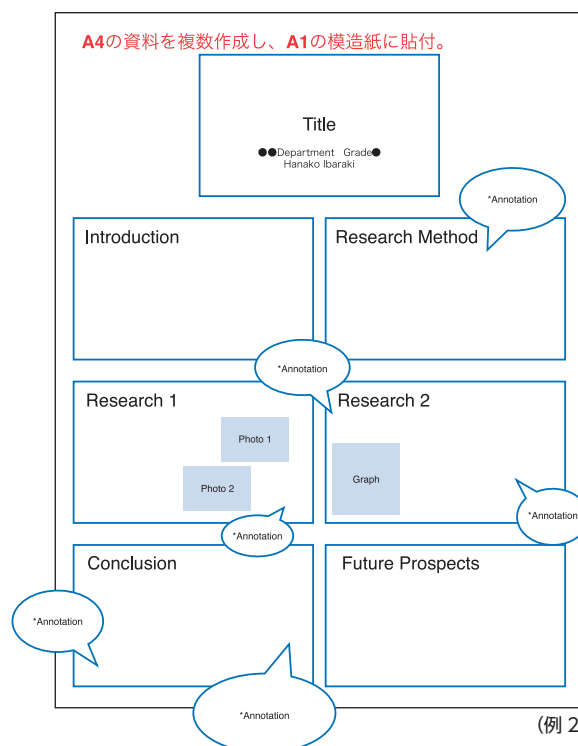 A4の資料を複数作成し、A1の模造紙に貼付。
Title
●●Department Grade●
Hanako Ibaraki
*Annotation
Introduction
Research Method
*Annotation
Research 1
Research 2
Photo 1
Photo 2
Graph
*Annotation
*Annotation
Conclusion
Future Prospects
*Annotation
*Annotation
(例 2